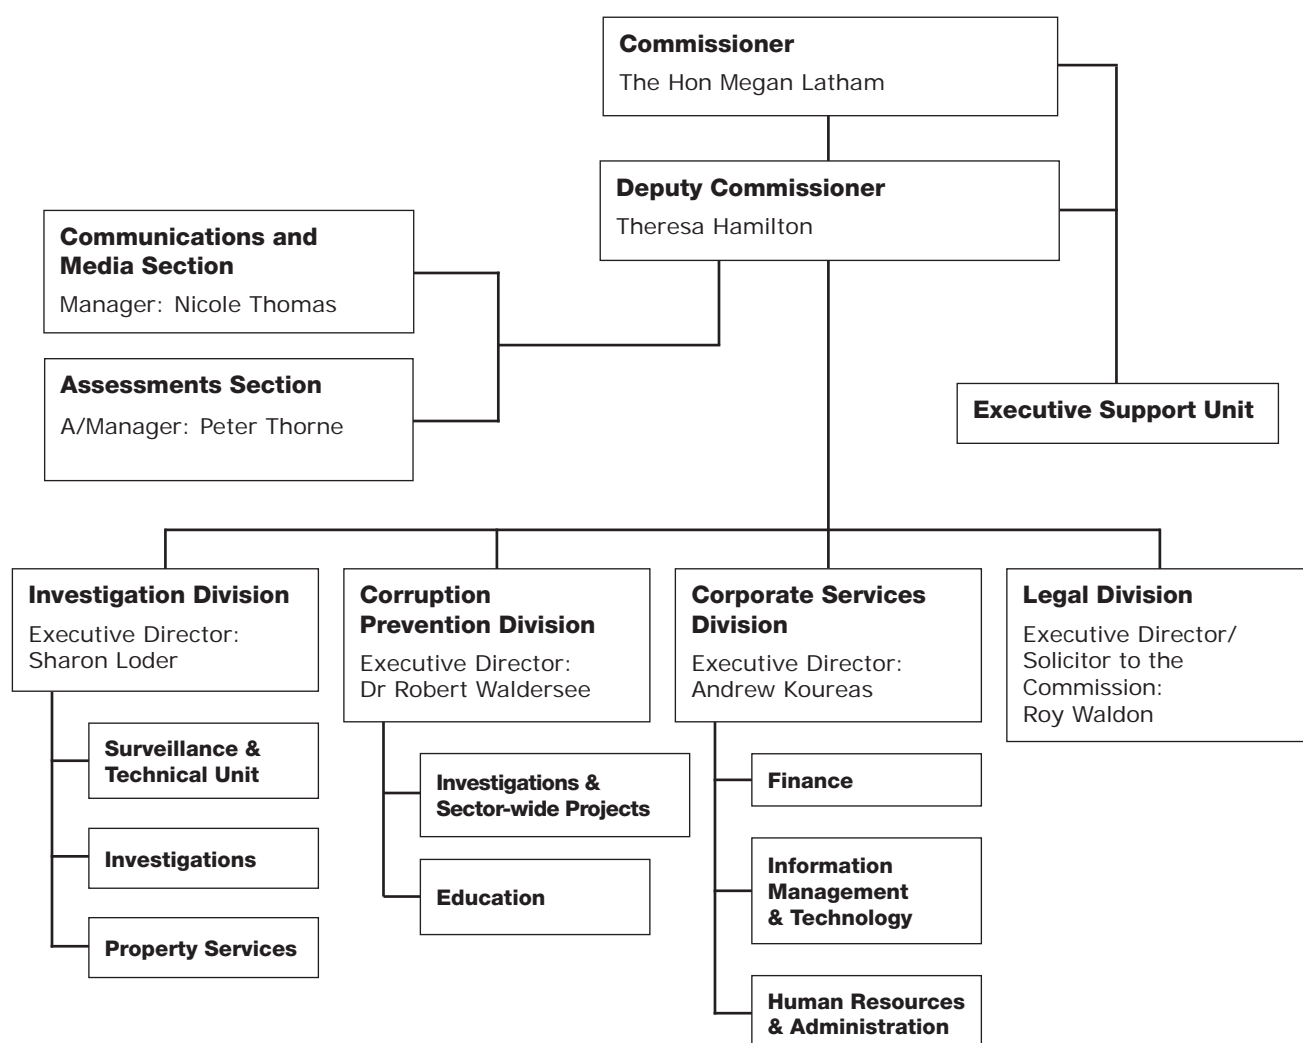 Commissioner
The Hon Megan Latham
Deputy Commissioner
Theresa Hamilton
Communications and
Media Section
Manager: Nicole Thomas
Assessments Section
A/Manager: Peter Thorne
Executive Support Unit
Investigation Division
Executive Director:
Sharon Loder
Surveillance &
Technical Unit
Investigations
Property Services
Corruption
Prevention Division
Executive Director:
Dr Robert Waldersee
Investigations &
Sector-wide Projects
Education
Corporate Services
Division
Executive Director:
Andrew Koureas
Finance
Information
Management
& Technology
Human Resources
& Administration
Legal Division
Executive Director/
Solicitor to the
Commission:
Roy Waldon